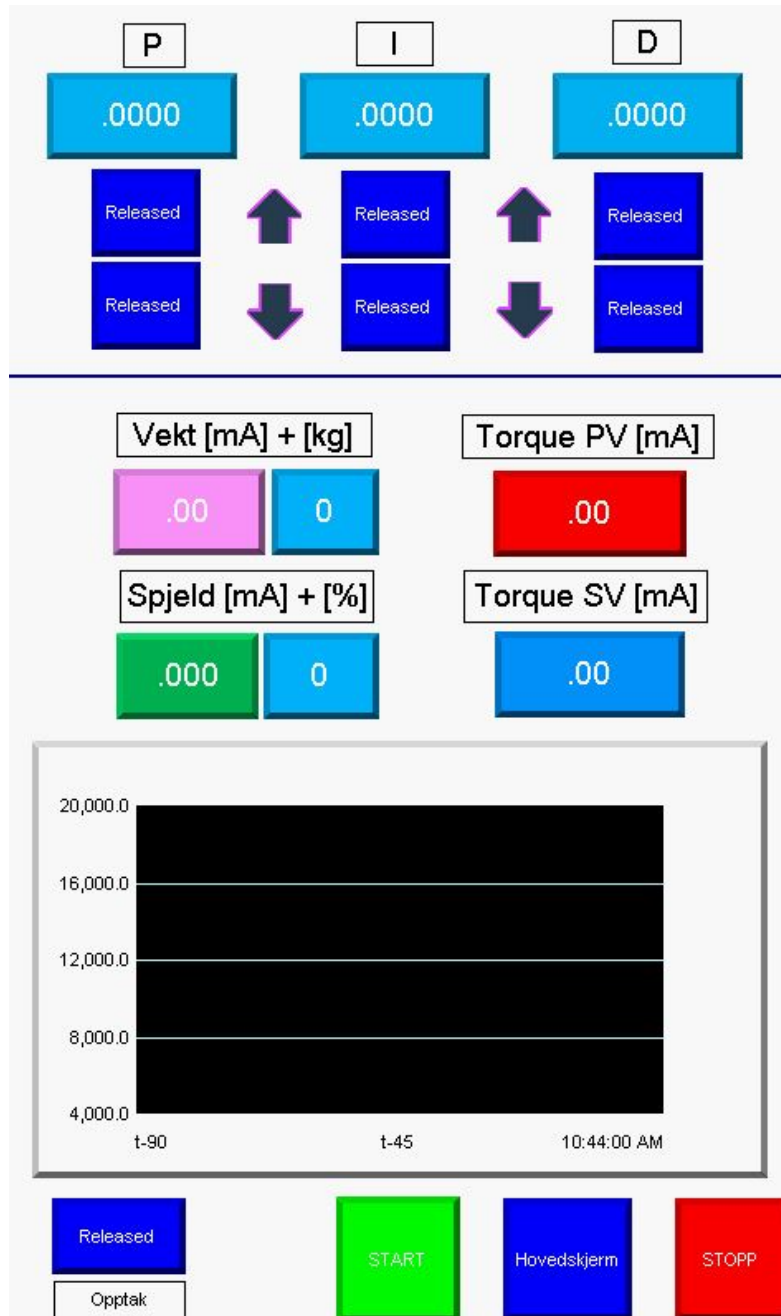 P I D
.0000 .0000 .0000
Released Released Released
Released Released Released
Vekt [mA] + [kg] Torque PV [mA]
.00 0 .00
Spjeld [mA] + [%] Torque SV [mA]
.000 0 .00
20,000.0
16,000.0
12,000.0
8,000.0
4,000.0
t-90 t-45 10:44:00 AM
Released START Hovedskjerm STOPP
Opptak